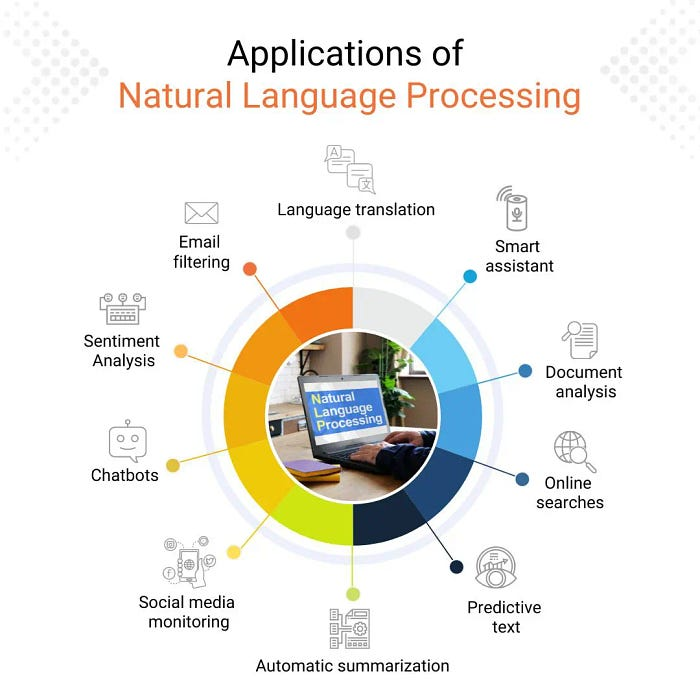 Applications of
Natural Language Processing
A
文
Language translation
Smart
assistant
Document
analysis
Online
searches
Predictive
text
Automatic summarization
Social media
monitoring
Chatbots
Sentiment
Analysis
Email
filtering
Natural
Language
Processing